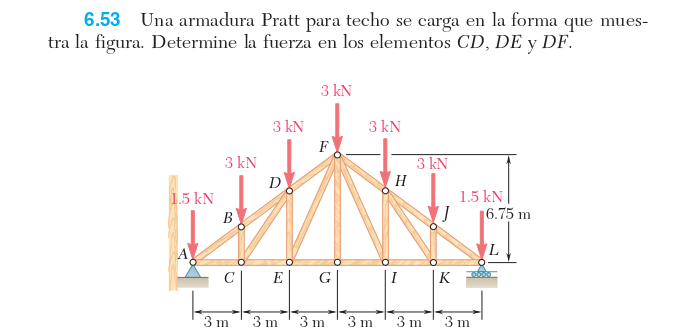 6.53 Una armadura Pratt para techo se carga en la forma que mues-
tra la figura. Determine la fuerza en los elementos CD, DE y DF.
3 kN
3 kN
3 kN
F
3 kN
3 kN
D
H
1.5 kN
1.5 kN
B
J
6.75 m
A
L
C
E
G
I
K
3 m
3 m
3 m
3 m
3 m
3 m